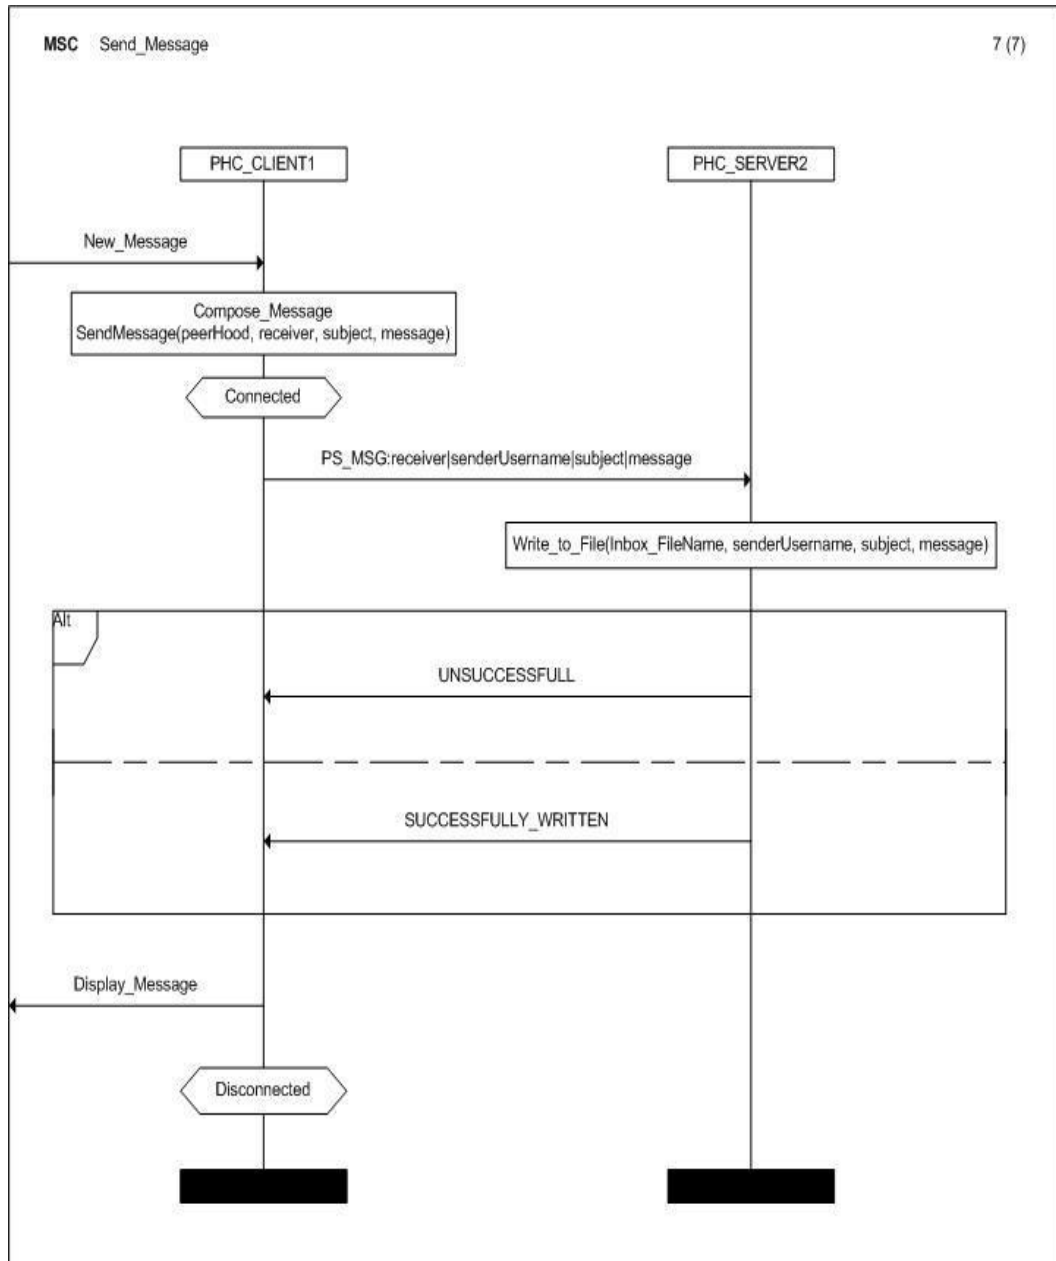 MSC Send_Message 7 (7)
PHC_CLIENT1 PHC_SERVER2
New_Message
Compose_Message
SendMessage(peerHood, receiver, subject, message)
Connected
PS_MSG:receiver|senderUsername|subject|message
Write_to_File(Inbox_FileName, senderUsername, subject, message)
Alt
UNSUCCESSFULL
SUCCESSFULLY_WRITTEN
Display_Message
Disconnected